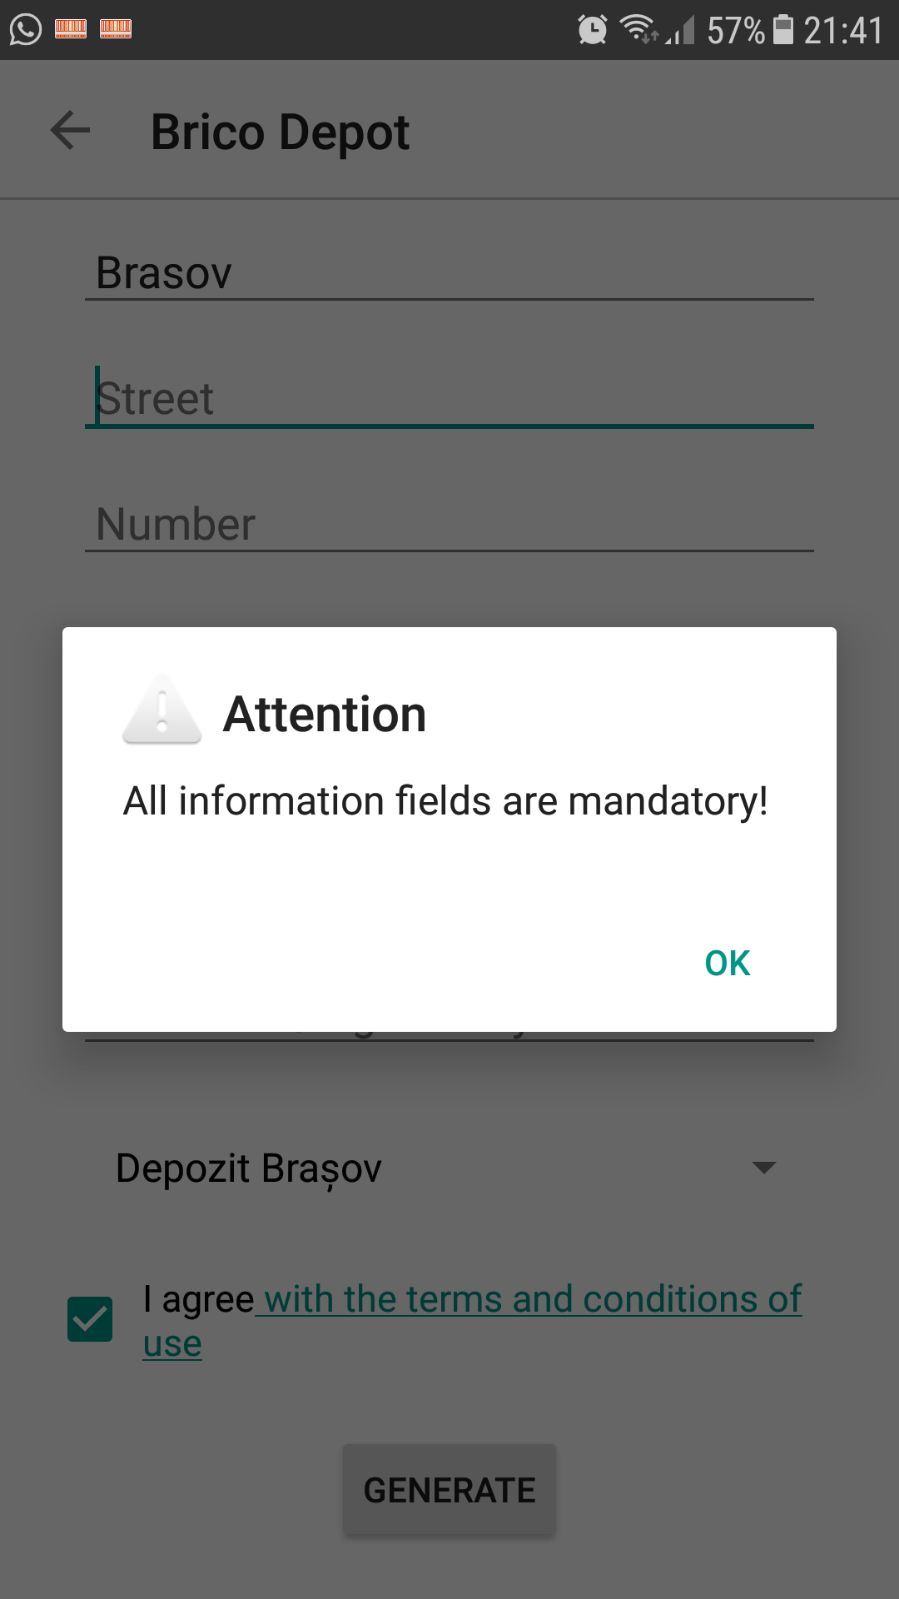 57% 21:41
Brico Depot
Brasov
Street
Number
Attention
All information fields are mandatory!
OK
Depozit Brașov
I agree with the terms and conditions of
use
GENERATE